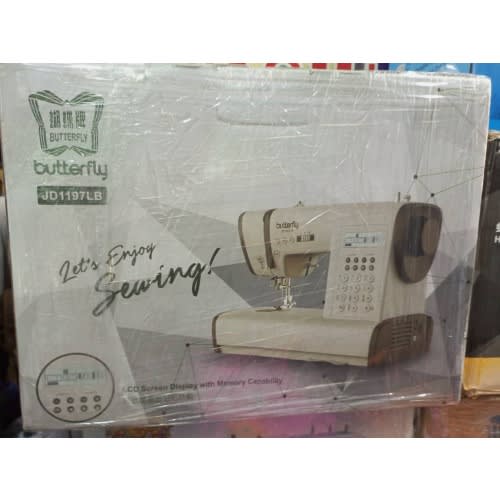 蝴蝶牌
BUTTERFLY
butterfly
JD1197LB
Let's Enjoy
Sewing!
butterfly
LCD Screen Display with Memory Capability